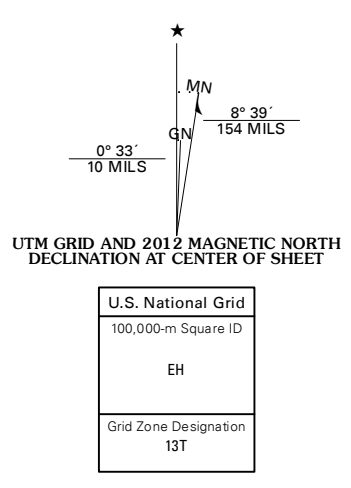 ★
MN
8° 39´
154 MILS
GN
0° 33´
10 MILS
UTM GRID AND 2012 MAGNETIC NORTH
DECLINATION AT CENTER OF SHEET
U.S. National Grid
100,000-m Square ID
EH
Grid Zone Designation
13T